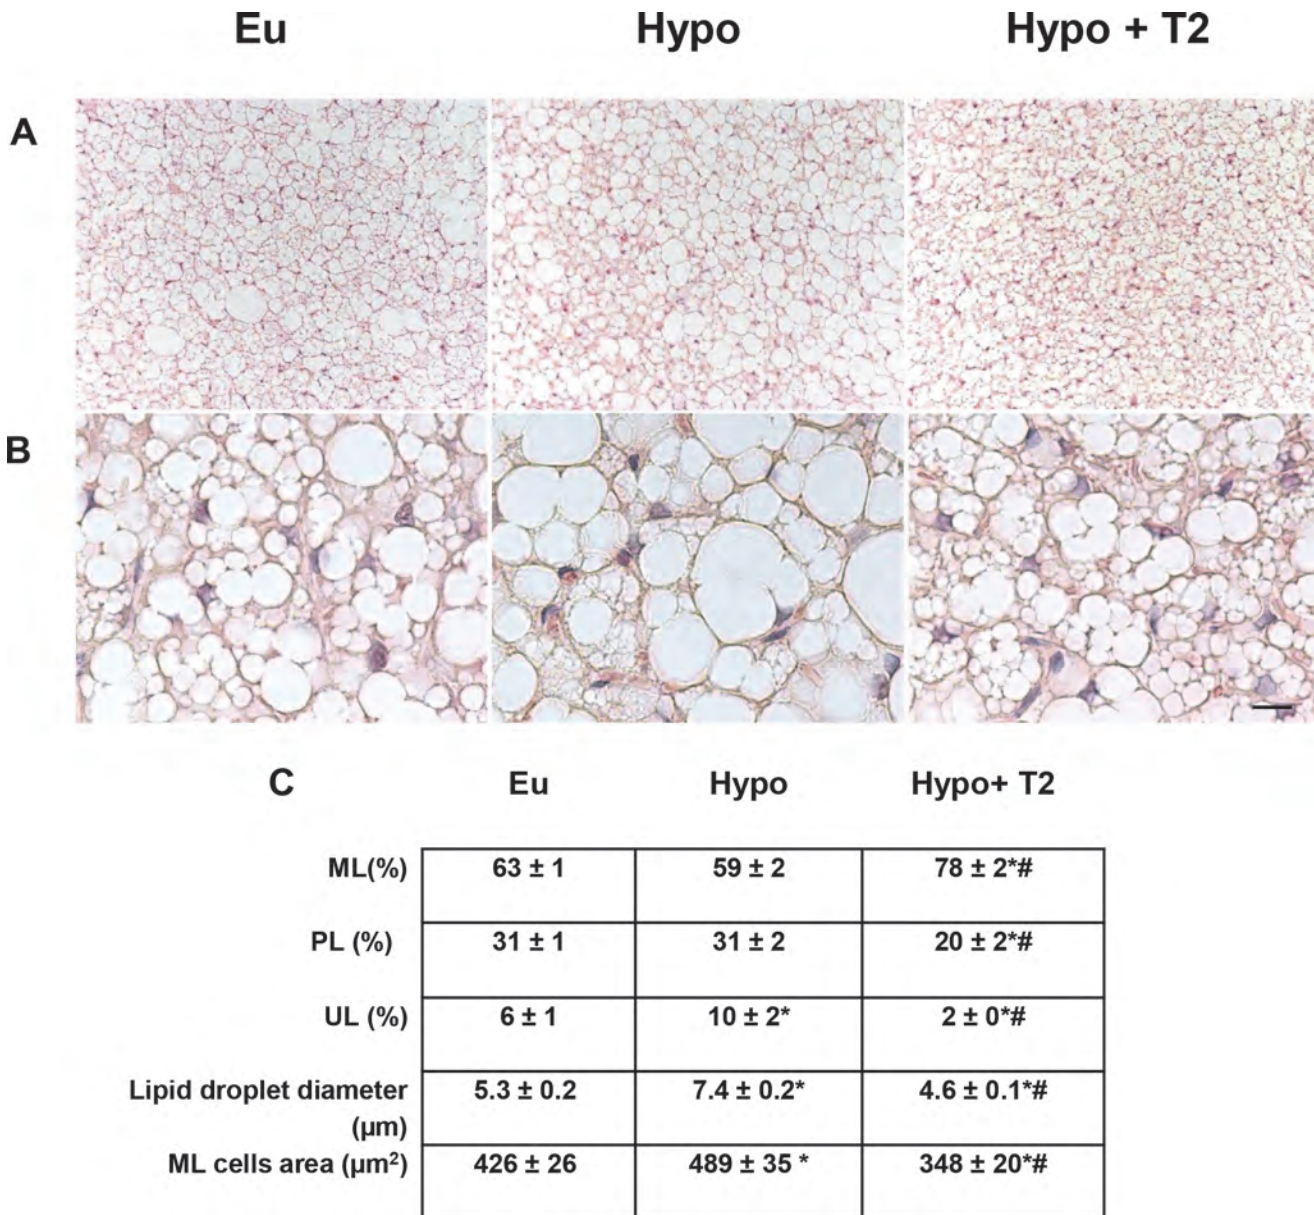 Eu Hypo Hypo + T2
A
B
C Eu Hypo Hypo+ T2
ML(%) 63 ± 1 59 ± 2 78 ± 2*#
PL (%) 31 ± 1 31 ± 2 20 ± 2*#
UL (%) 6 ± 1 10 ± 2* 2 ± 0*#
Lipid droplet diameter 5.3 ± 0.2 7.4 ± 0.2* 4.6 ± 0.1*#
(µm)
ML cells area (µm²) 426 ± 26 489 ± 35 * 348 ± 20*#